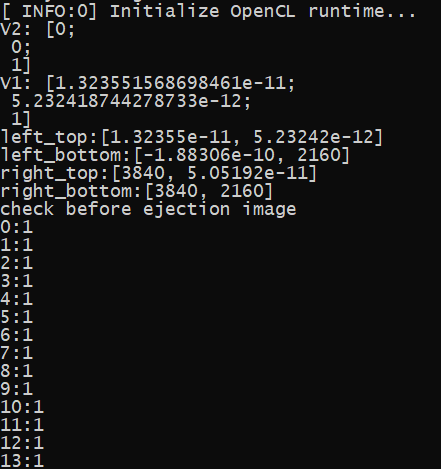 [ INFO:0] Initialize OpenCL runtime...
V2: [0;
 0;
 1]
V1: [1.323551568698461e-11;
 5.232418744278733e-12;
 1]
left_top:[1.32355e-11, 5.23242e-12]
left_bottom:[-1.88306e-10, 2160]
right_top:[3840, 5.05192e-11]
right_bottom:[3840, 2160]
check before ejection image
0:1
1:1
2:1
3:1
4:1
5:1
6:1
7:1
8:1
9:1
10:1
11:1
12:1
13:1